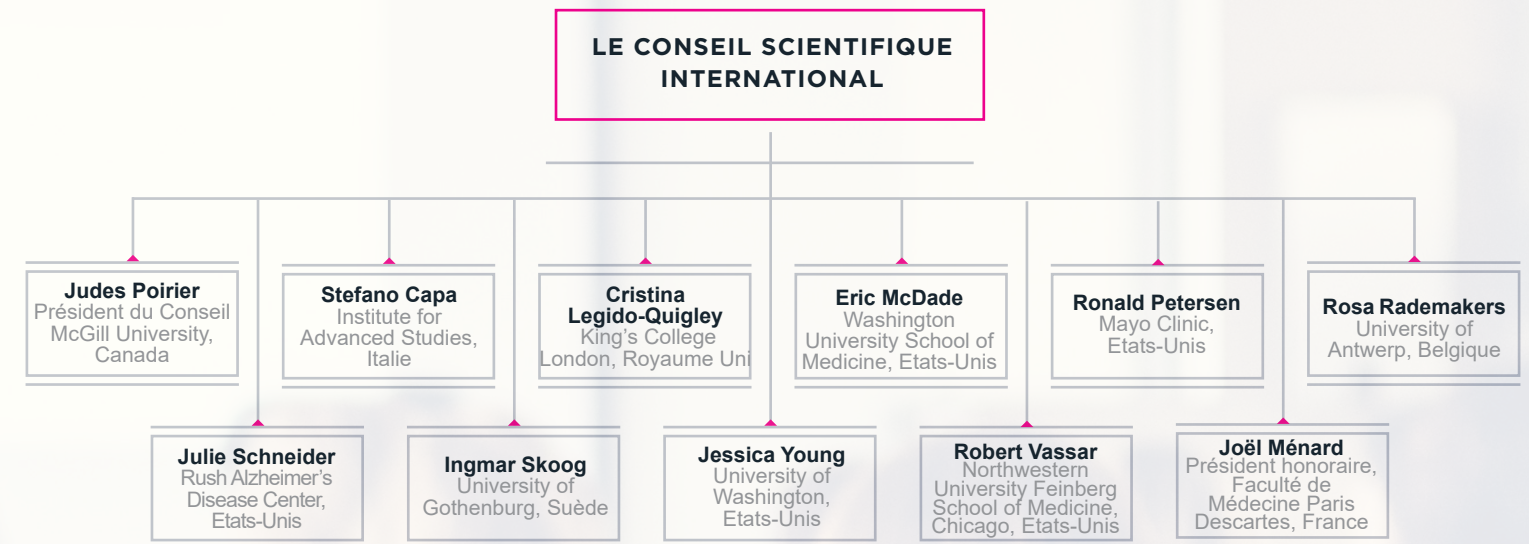 LE CONSEIL SCIENTIFIQUE
INTERNATIONAL
Judes Poirier
Président du Conseil
McGill University,
Canada
Stefano Capa
Institute for
Advanced Studies,
Italie
Cristina
Legido-Quigley
King's College
London, Royaume Uni
Eric McDade
Washington
University School of
Medicine, Etats-Unis
Ronald Petersen
Mayo Clinic,
Etats-Unis
Rosa Rademakers
University of
Antwerp, Belgique
Julie Schneider
Rush Alzheimer's
Disease Center,
Etats-Unis
Ingmar Skoog
University of
Gothenburg, Suède
Jessica Young
University of
Washington,
Etats-Unis
Robert Vassar
Northwestern
University Feinberg
School of Medicine,
Chicago, Etats-Unis
Joël Ménard
Président honoraire,
Faculté de
Médecine Paris
Descartes, France